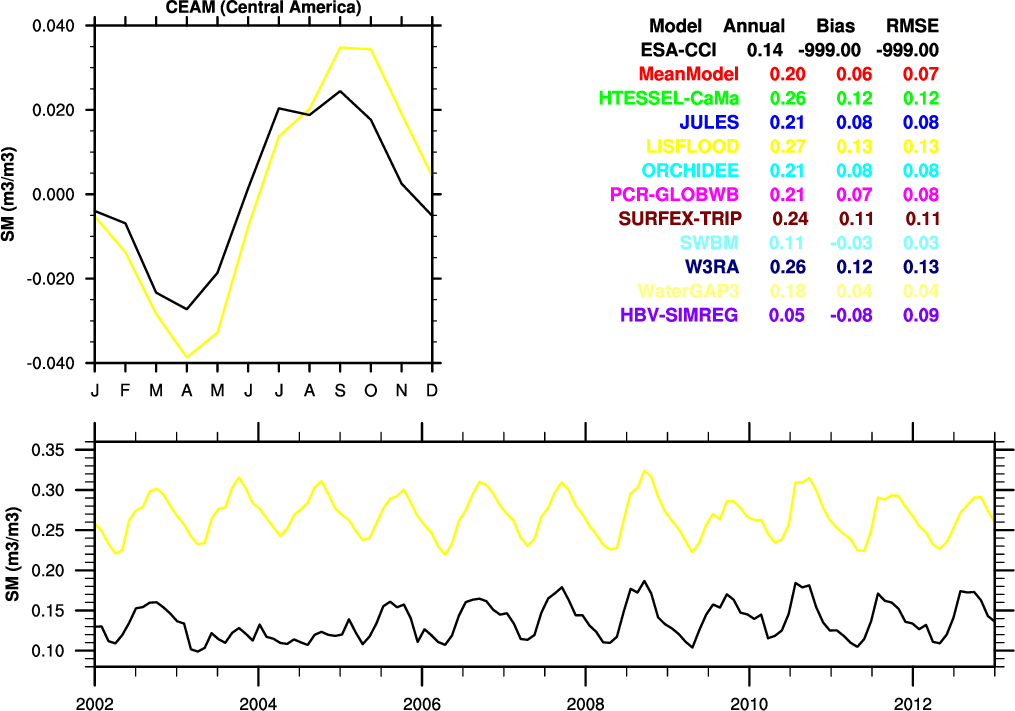 CEAM (Central America)
0.040
0.020
0.000
-0.020
-0.040
SM (m3/m3)
J F M A M J J A S O N D
Model Annual Bias RMSE
ESA-CCI 0.14 -999.00 -999.00
MeanModel 0.20 0.06 0.07
HTESSEL-CaMa 0.26 0.12 0.12
JULES 0.21 0.08 0.08
LISFLOOD 0.27 0.13 0.13
ORCHIDEE 0.21 0.08 0.08
PCR-GLOBWB 0.21 0.07 0.08
SURFEX-TRIP 0.24 0.11 0.11
SWBM 0.11 -0.03 0.03
W3RA 0.26 0.12 0.13
WaterGAP3 0.18 0.04 0.04
HBV-SIMREG 0.05 -0.08 0.09
0.35
0.30
0.25
0.20
0.15
0.10
SM (m3/m3)
2002 2004 2006 2008 2010 2012